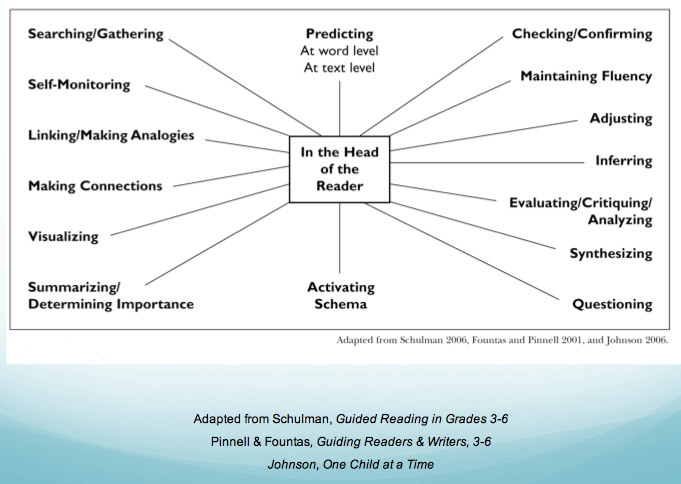 Searching/Gathering
Self-Monitoring
Linking/Making Analogies
Making Connections
Visualizing
Summarizing/
Determining Importance
Predicting
At word level
At text level
In the Head
of the
Reader
Activating
Schema
Checking/Confirming
Maintaining Fluency
Adjusting
Inferring
Evaluating/Critiquing/
Analyzing
Synthesizing
Questioning
Adapted from Schulman 2006, Fountas and Pinnell 2001, and Johnson 2006.
Adapted from Schulman, Guided Reading in Grades 3-6
Pinnell & Fountas, Guiding Readers & Writers, 3-6
Johnson, One Child at a Time